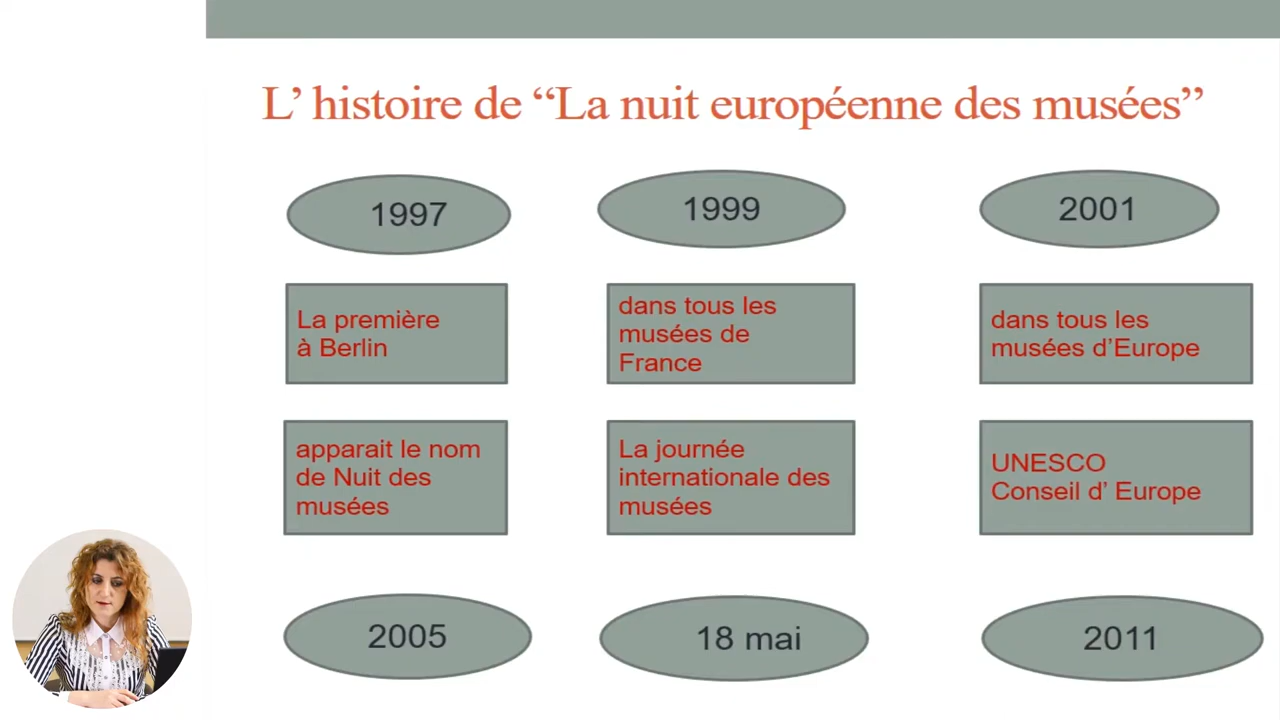 L’ histoire de “La nuit européenne des musées”
1997
1999
2001
La première
à Berlin
dans tous les
musées de
France
dans tous les
musées d’Europe
apparait le nom
de Nuit des
musées
La journée
internationale des
musées
UNESCO
Conseil d’ Europe
2005
18 mai
2011